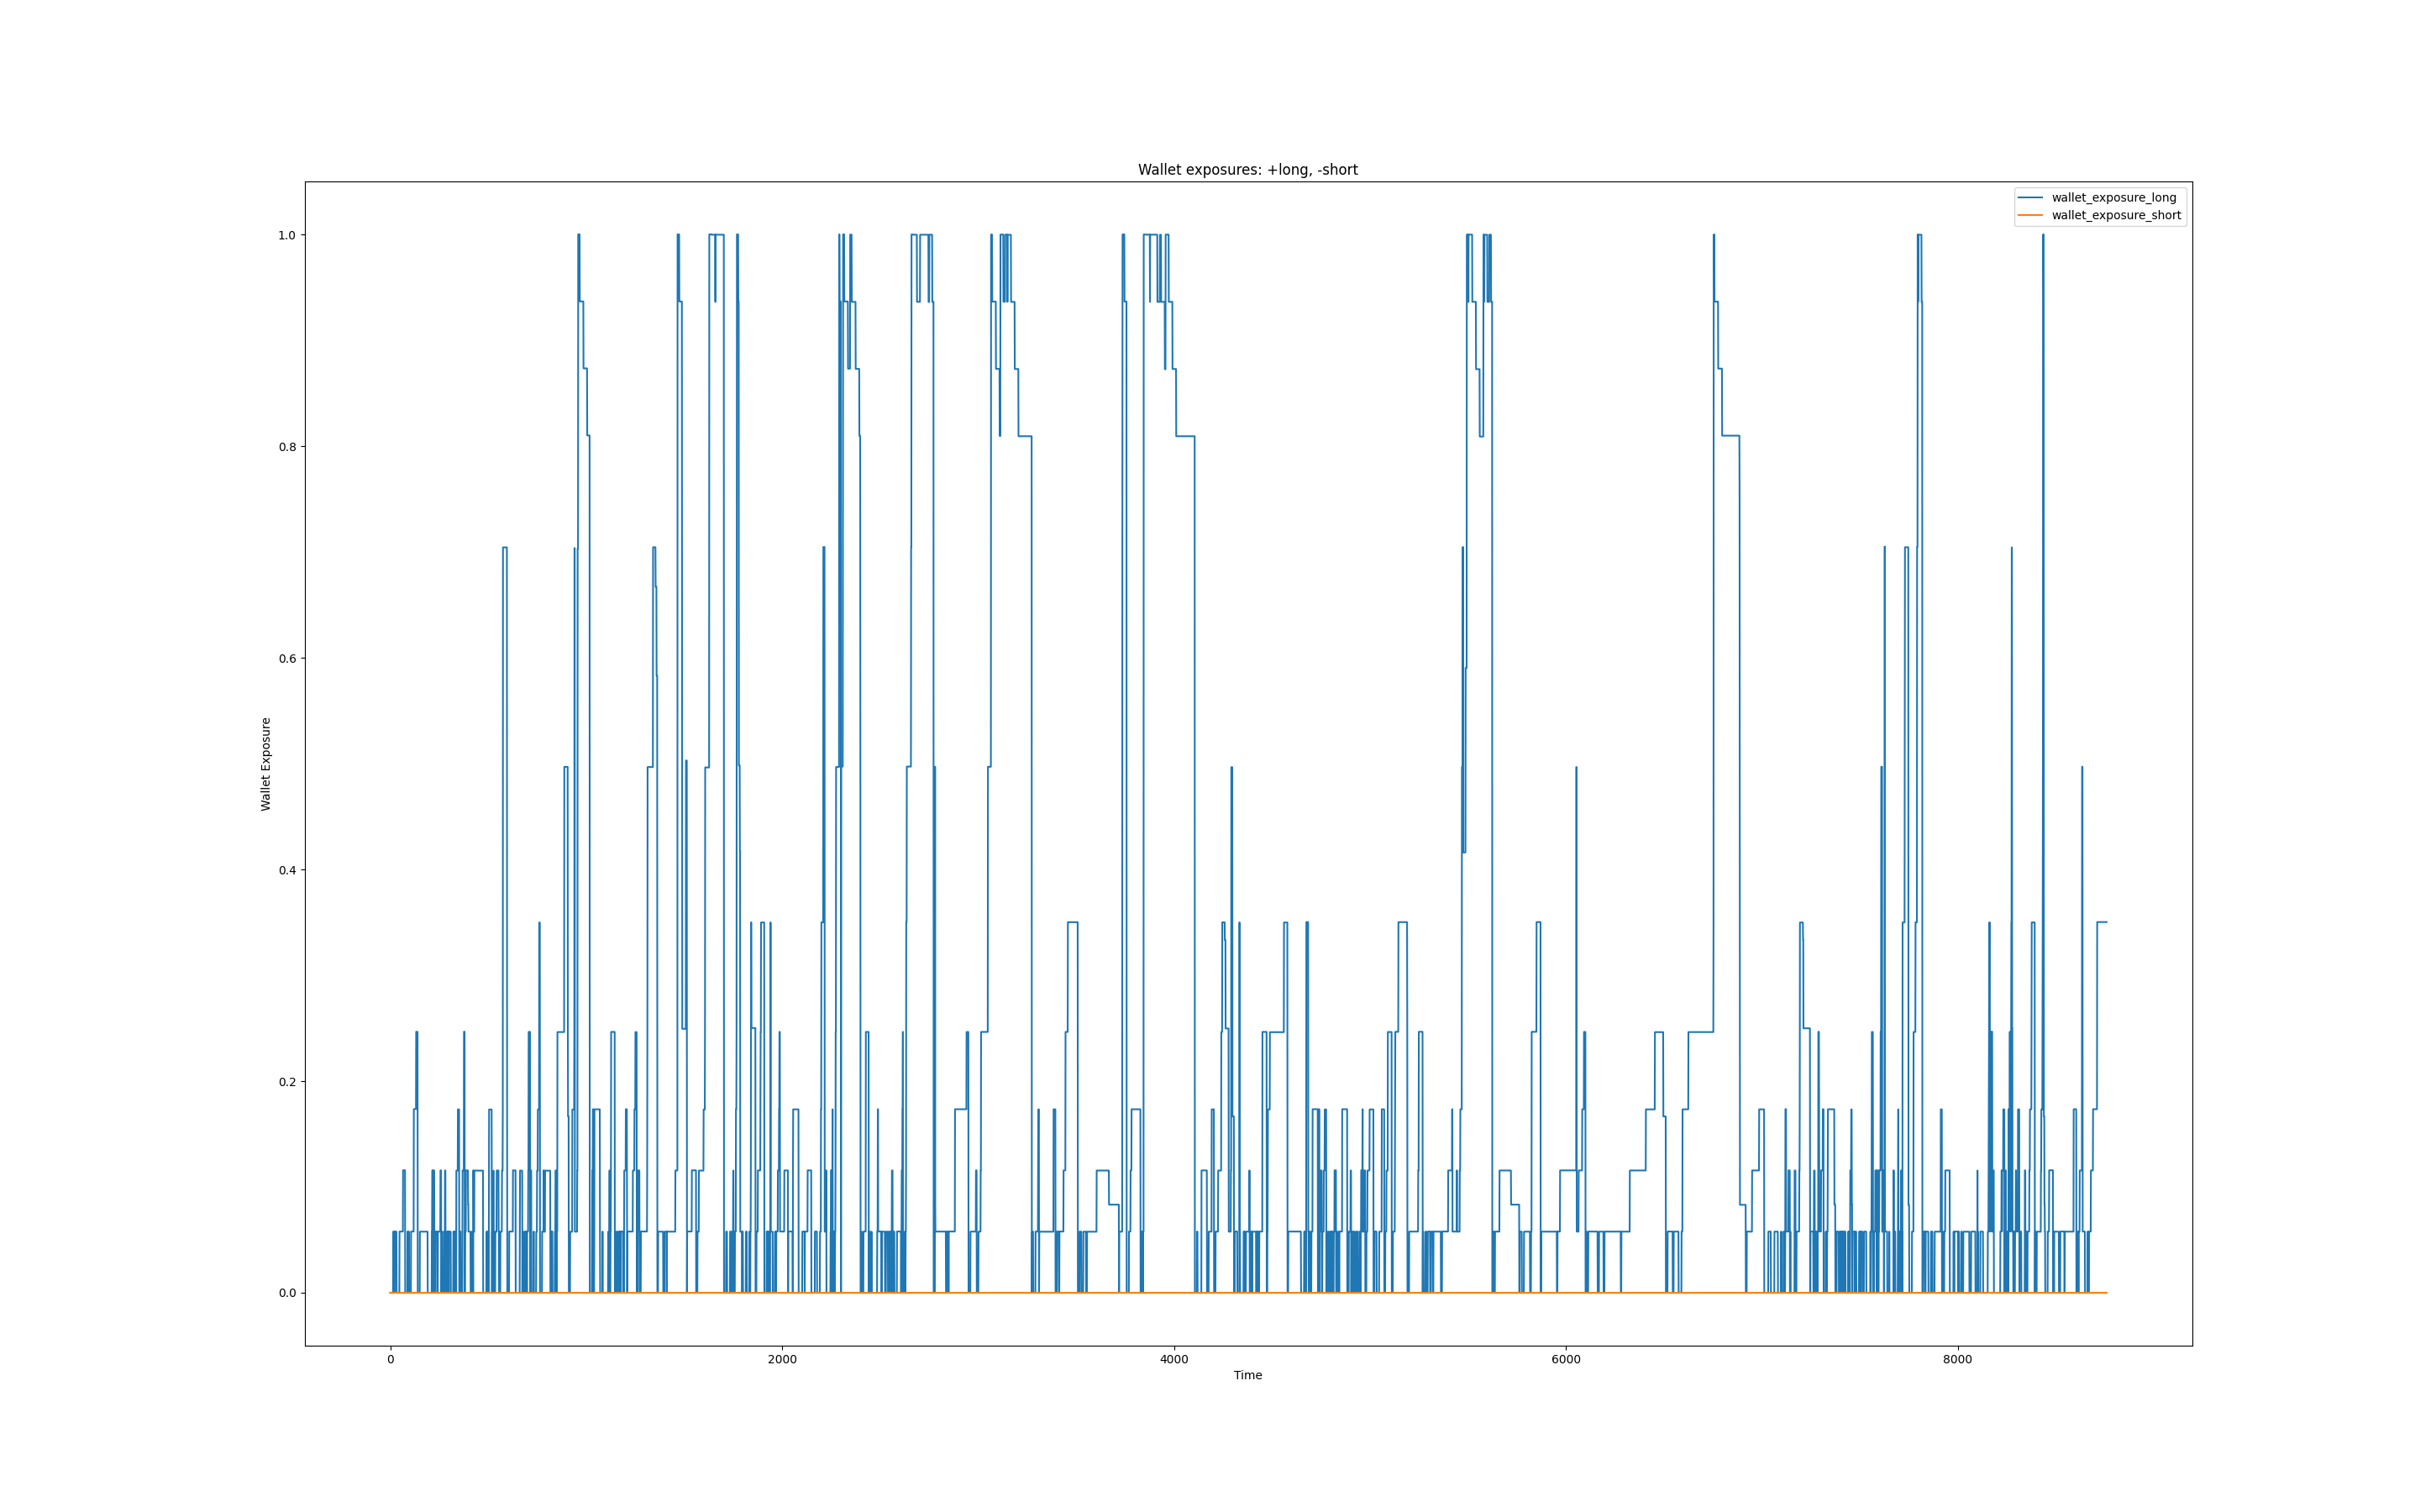 Wallet exposures: +long, -short
wallet_exposure_long
wallet_exposure_short
1.0
0.8
0.6
0.4
0.2
0.0
Wallet Exposure
0 2000 4000 6000 8000
Time